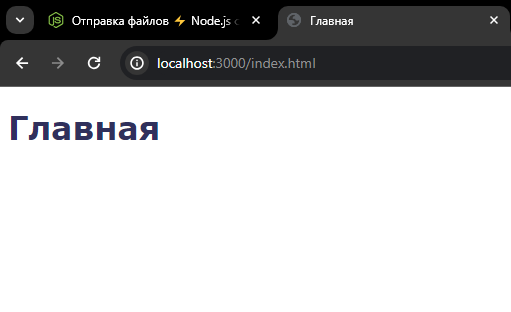 Отправка файлов ⚡ Node.js
Главная
localhost:3000/index.html
Главная